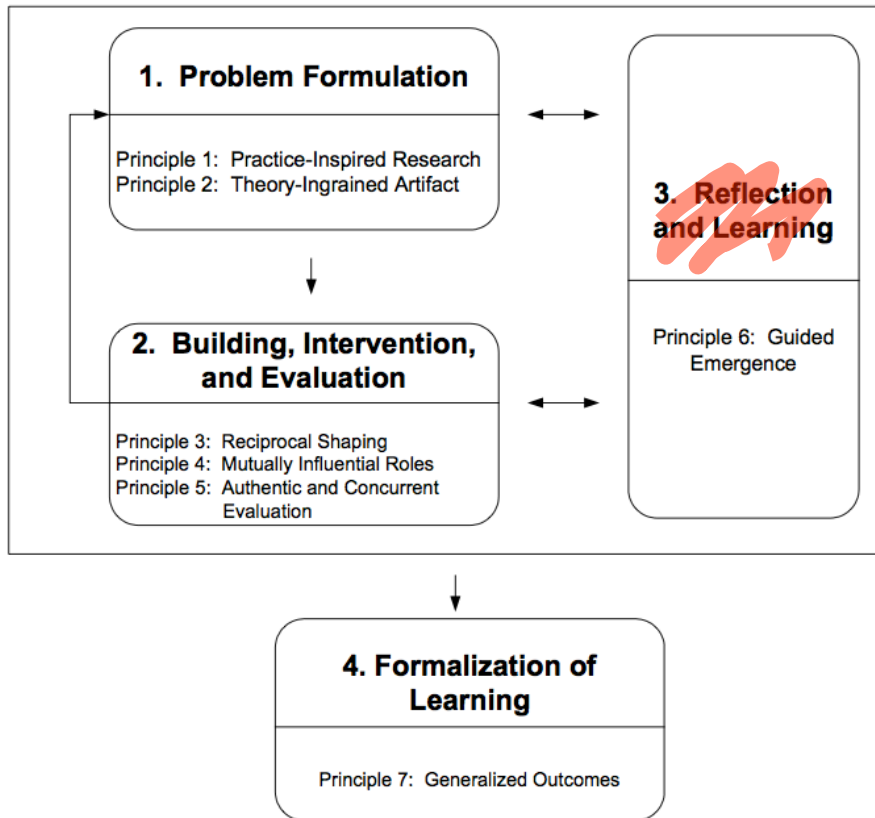 1. Problem Formulation
Principle 1: Practice-Inspired Research
Principle 2: Theory-Ingrained Artifact
2. Building, Intervention,
and Evaluation
Principle 3: Reciprocal Shaping
Principle 4: Mutually Influential Roles
Principle 5: Authentic and Concurrent
Evaluation
3. Reflection
and Learning
Principle 6: Guided
Emergence
4. Formalization of
Learning
Principle 7: Generalized Outcomes